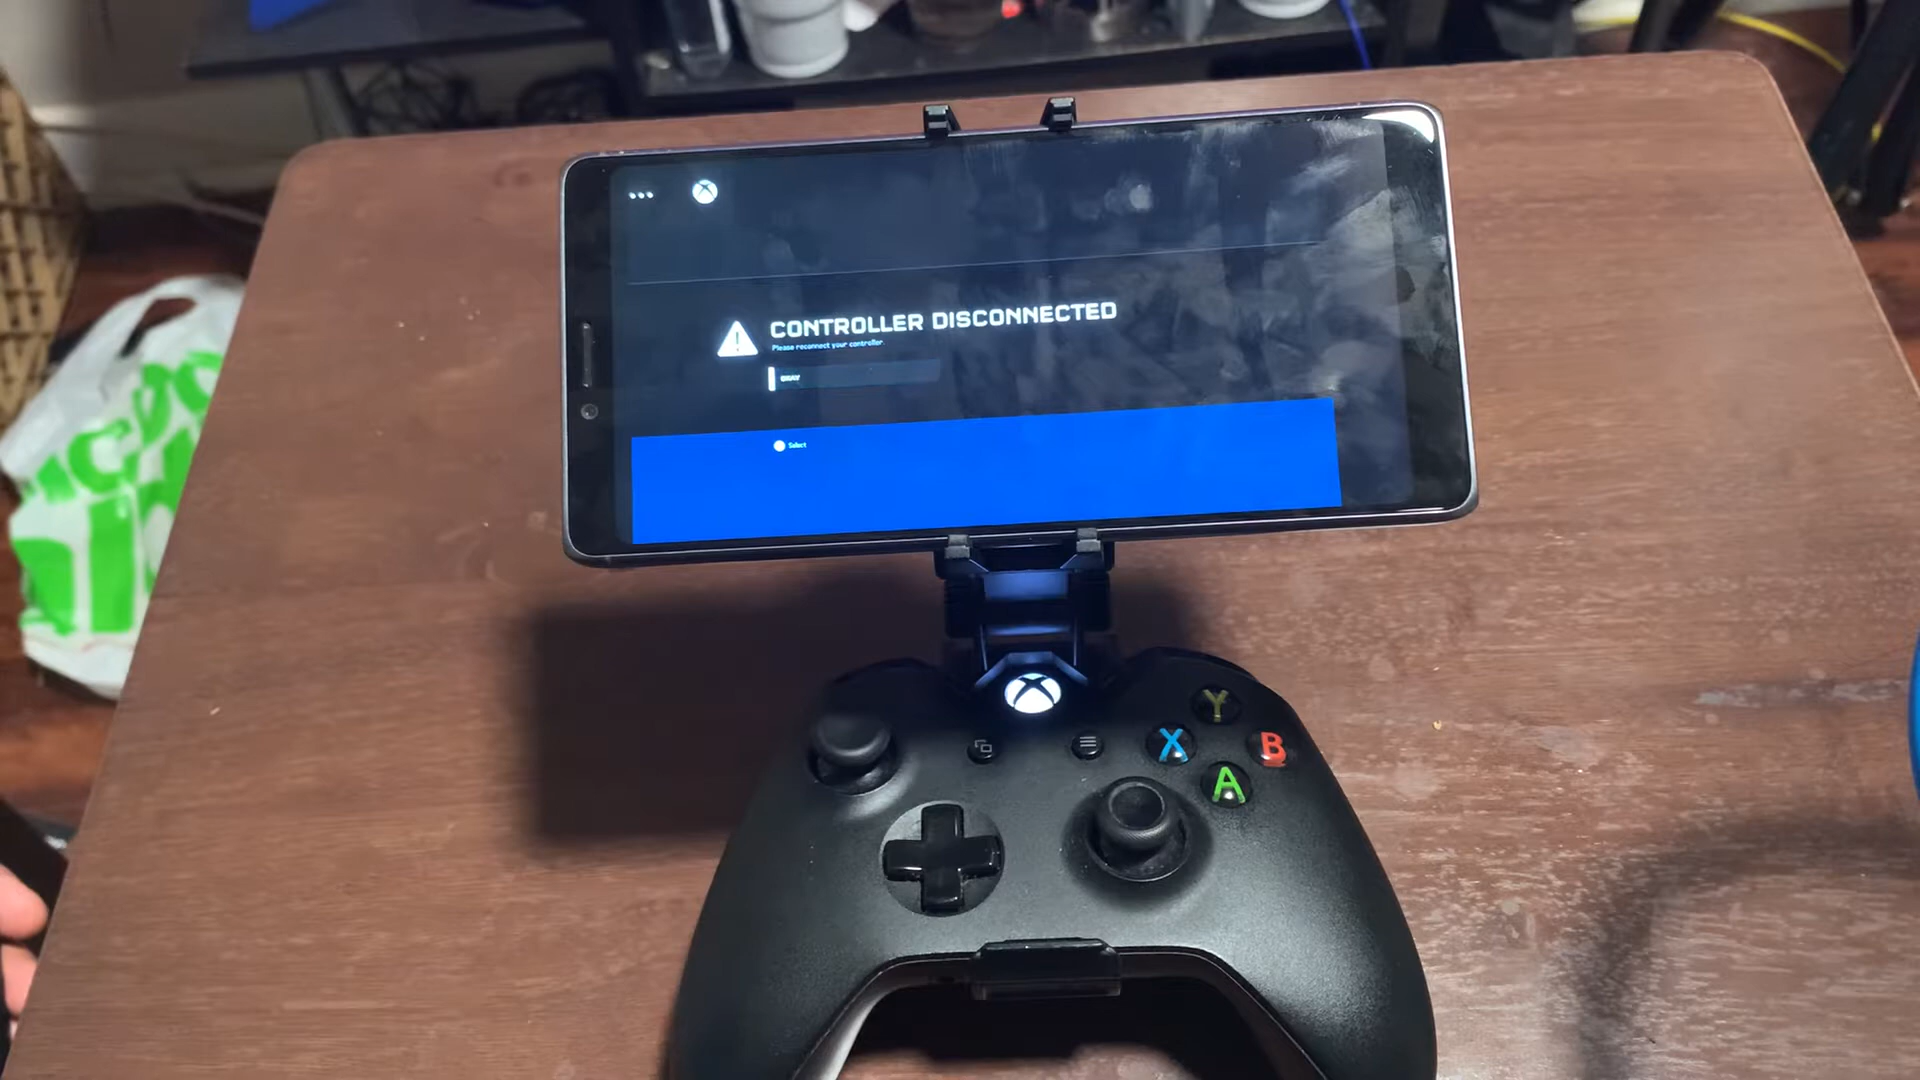 CONTROLLER DISCONNECTED
Please reconnect your controller.
OKAY
Select
Y
X
B
A